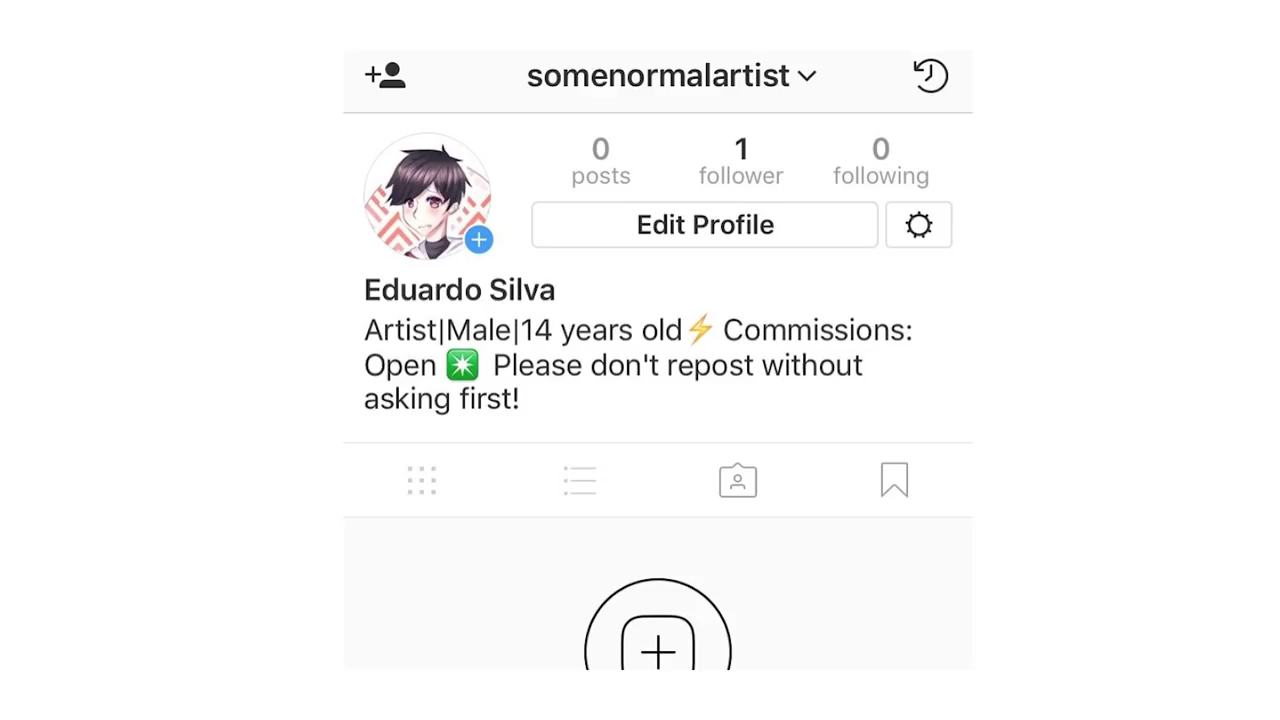 somenormalartist
0 1 0
posts follower following
Edit Profile
Eduardo Silva
Artist|Male|14 years old⚡ Commissions:
Open ✳️ Please don't repost without
asking first!